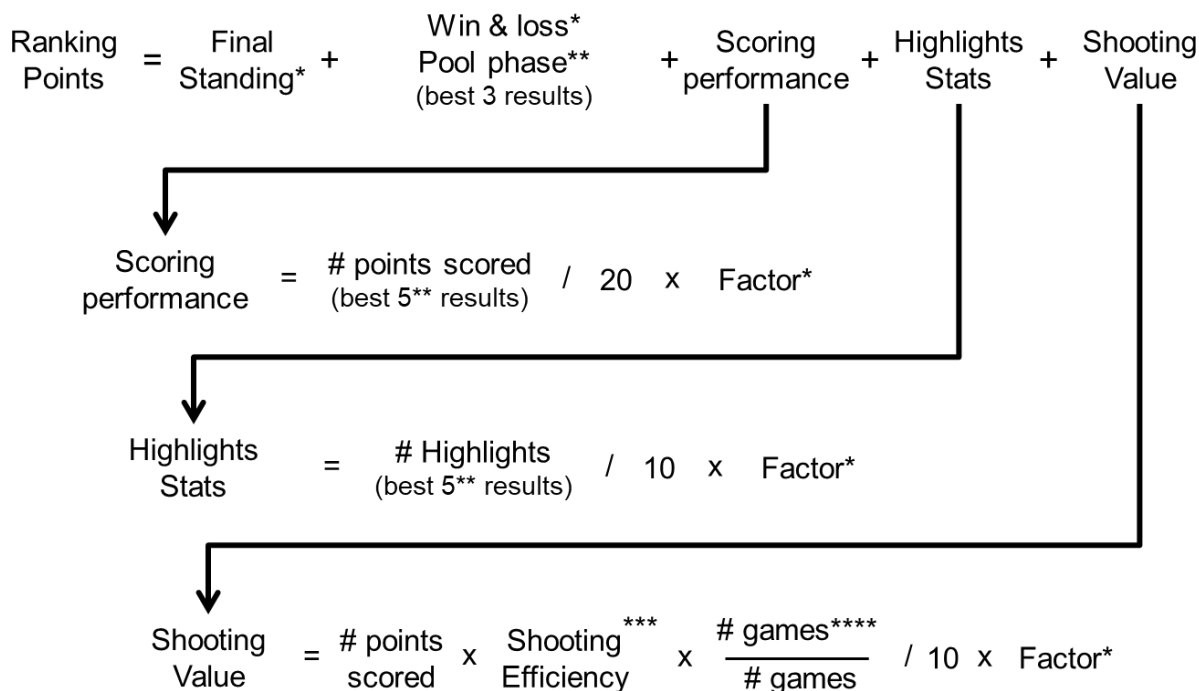 Ranking Points = Final Standing* + Win & loss* Pool phase** (best 3 results) + Scoring performance + Highlights Stats + Shooting Value
Scoring performance = # points scored (best 5** results) / 20 x Factor*
Highlights Stats = # Highlights (best 5** results) / 10 x Factor*
Shooting Value = # points scored x Shooting Efficiency*** x # games**** / # games / 10 x Factor*